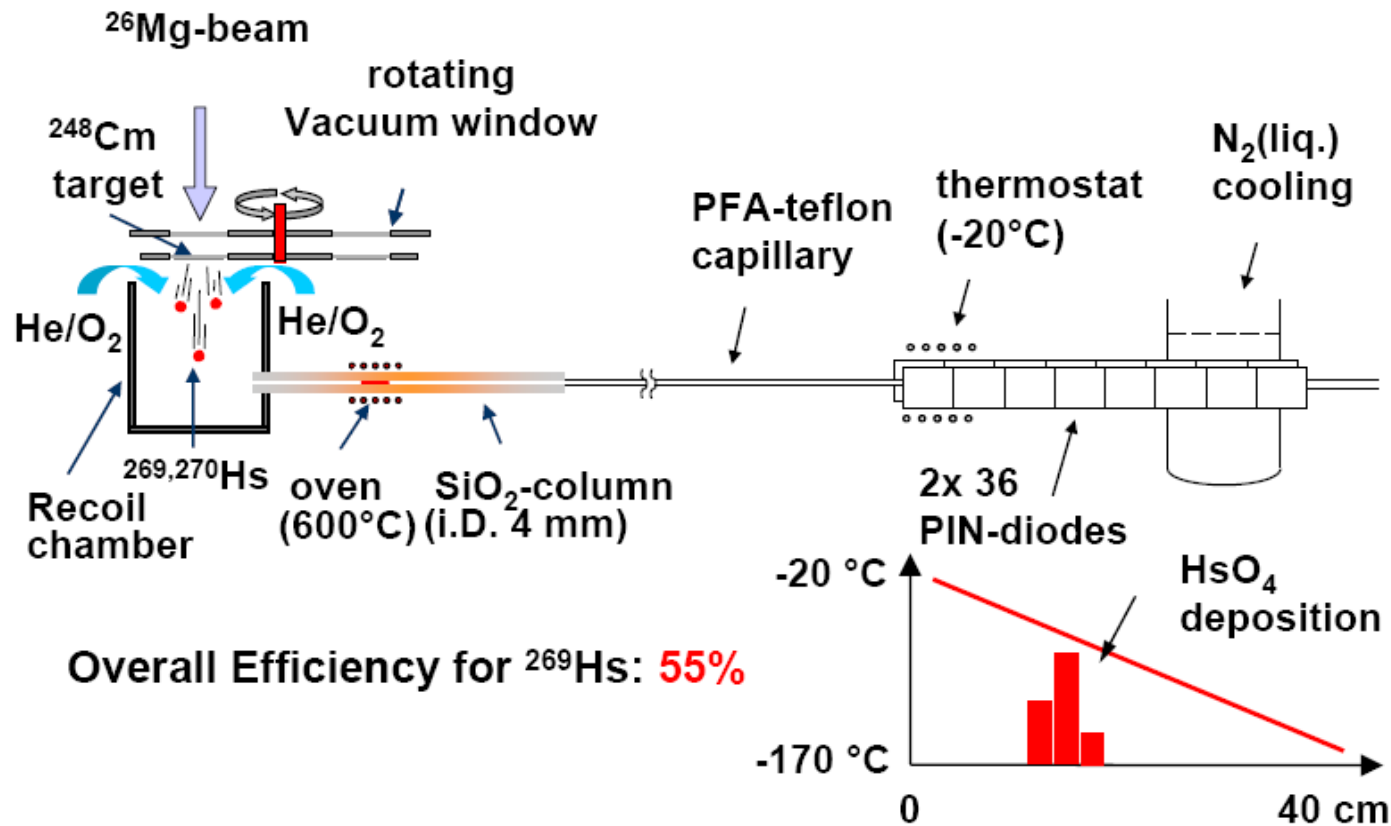 ²⁶Mg-beam
rotating
Vacuum window
²⁴⁸Cm
target
He/O₂
He/O₂
PFA-teflon
capillary
thermostat
(-20°C)
N₂(liq.)
cooling
²⁶⁹,²⁷⁰Hs
Recoil
chamber
oven
(600°C)
SiO₂-column
(i.D. 4 mm)
2x 36
PIN-diodes
-20 °C
HsO₄
deposition
-170 °C
0
40 cm
Overall Efficiency for ²⁶⁹Hs: 55%